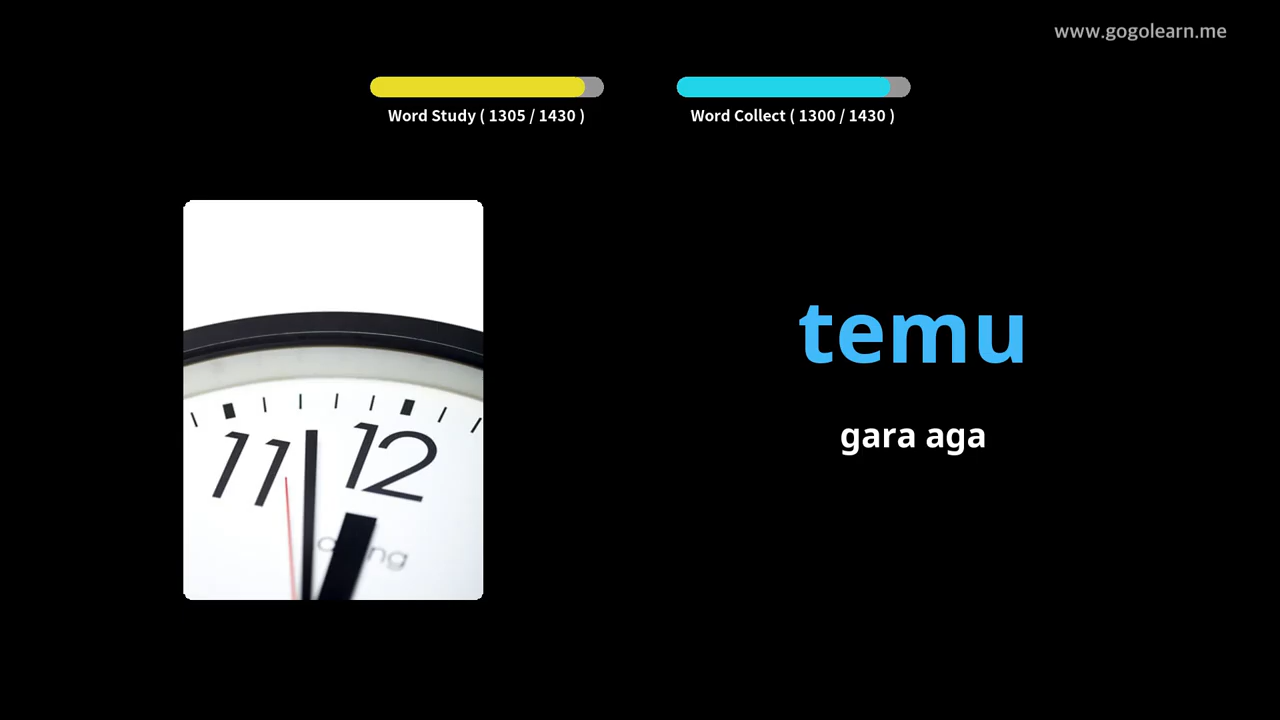 www.gogolearn.me
Word Study ( 1305 / 1430 )
Word Collect ( 1300 / 1430 )
temu
gara aga
11
12